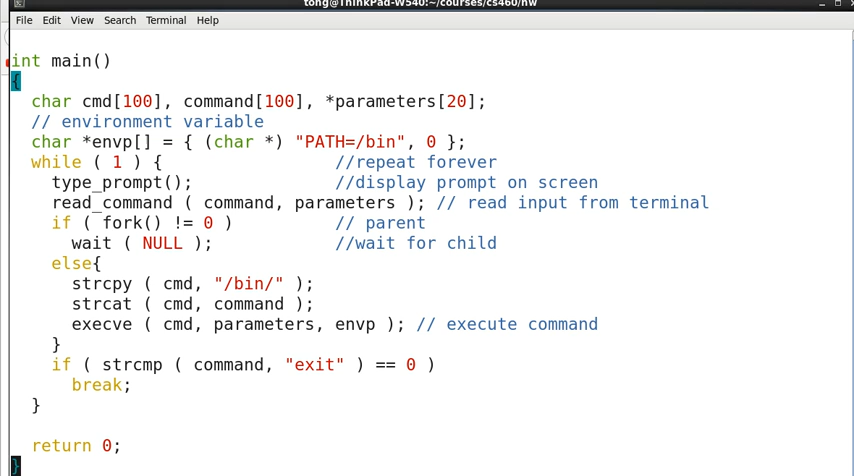 tong@ThinkPad-W540:~/courses/cs460/hw
File Edit View Search Terminal Help
int main()
{
  char cmd[100], command[100], *parameters[20];
  // environment variable
  char *envp[] = { (char *) "PATH=/bin", 0 };
  while ( 1 ) {                 //repeat forever
    type_prompt();              //display prompt on screen
    read_command ( command, parameters ); // read input from terminal
    if ( fork() != 0 )          // parent
      wait ( NULL );            //wait for child
    else{
      strcpy ( cmd, "/bin/" );
      strcat ( cmd, command );
      execve ( cmd, parameters, envp ); // execute command
    }
    if ( strcmp ( command, "exit" ) == 0 )
      break;
  }
  return 0;
}